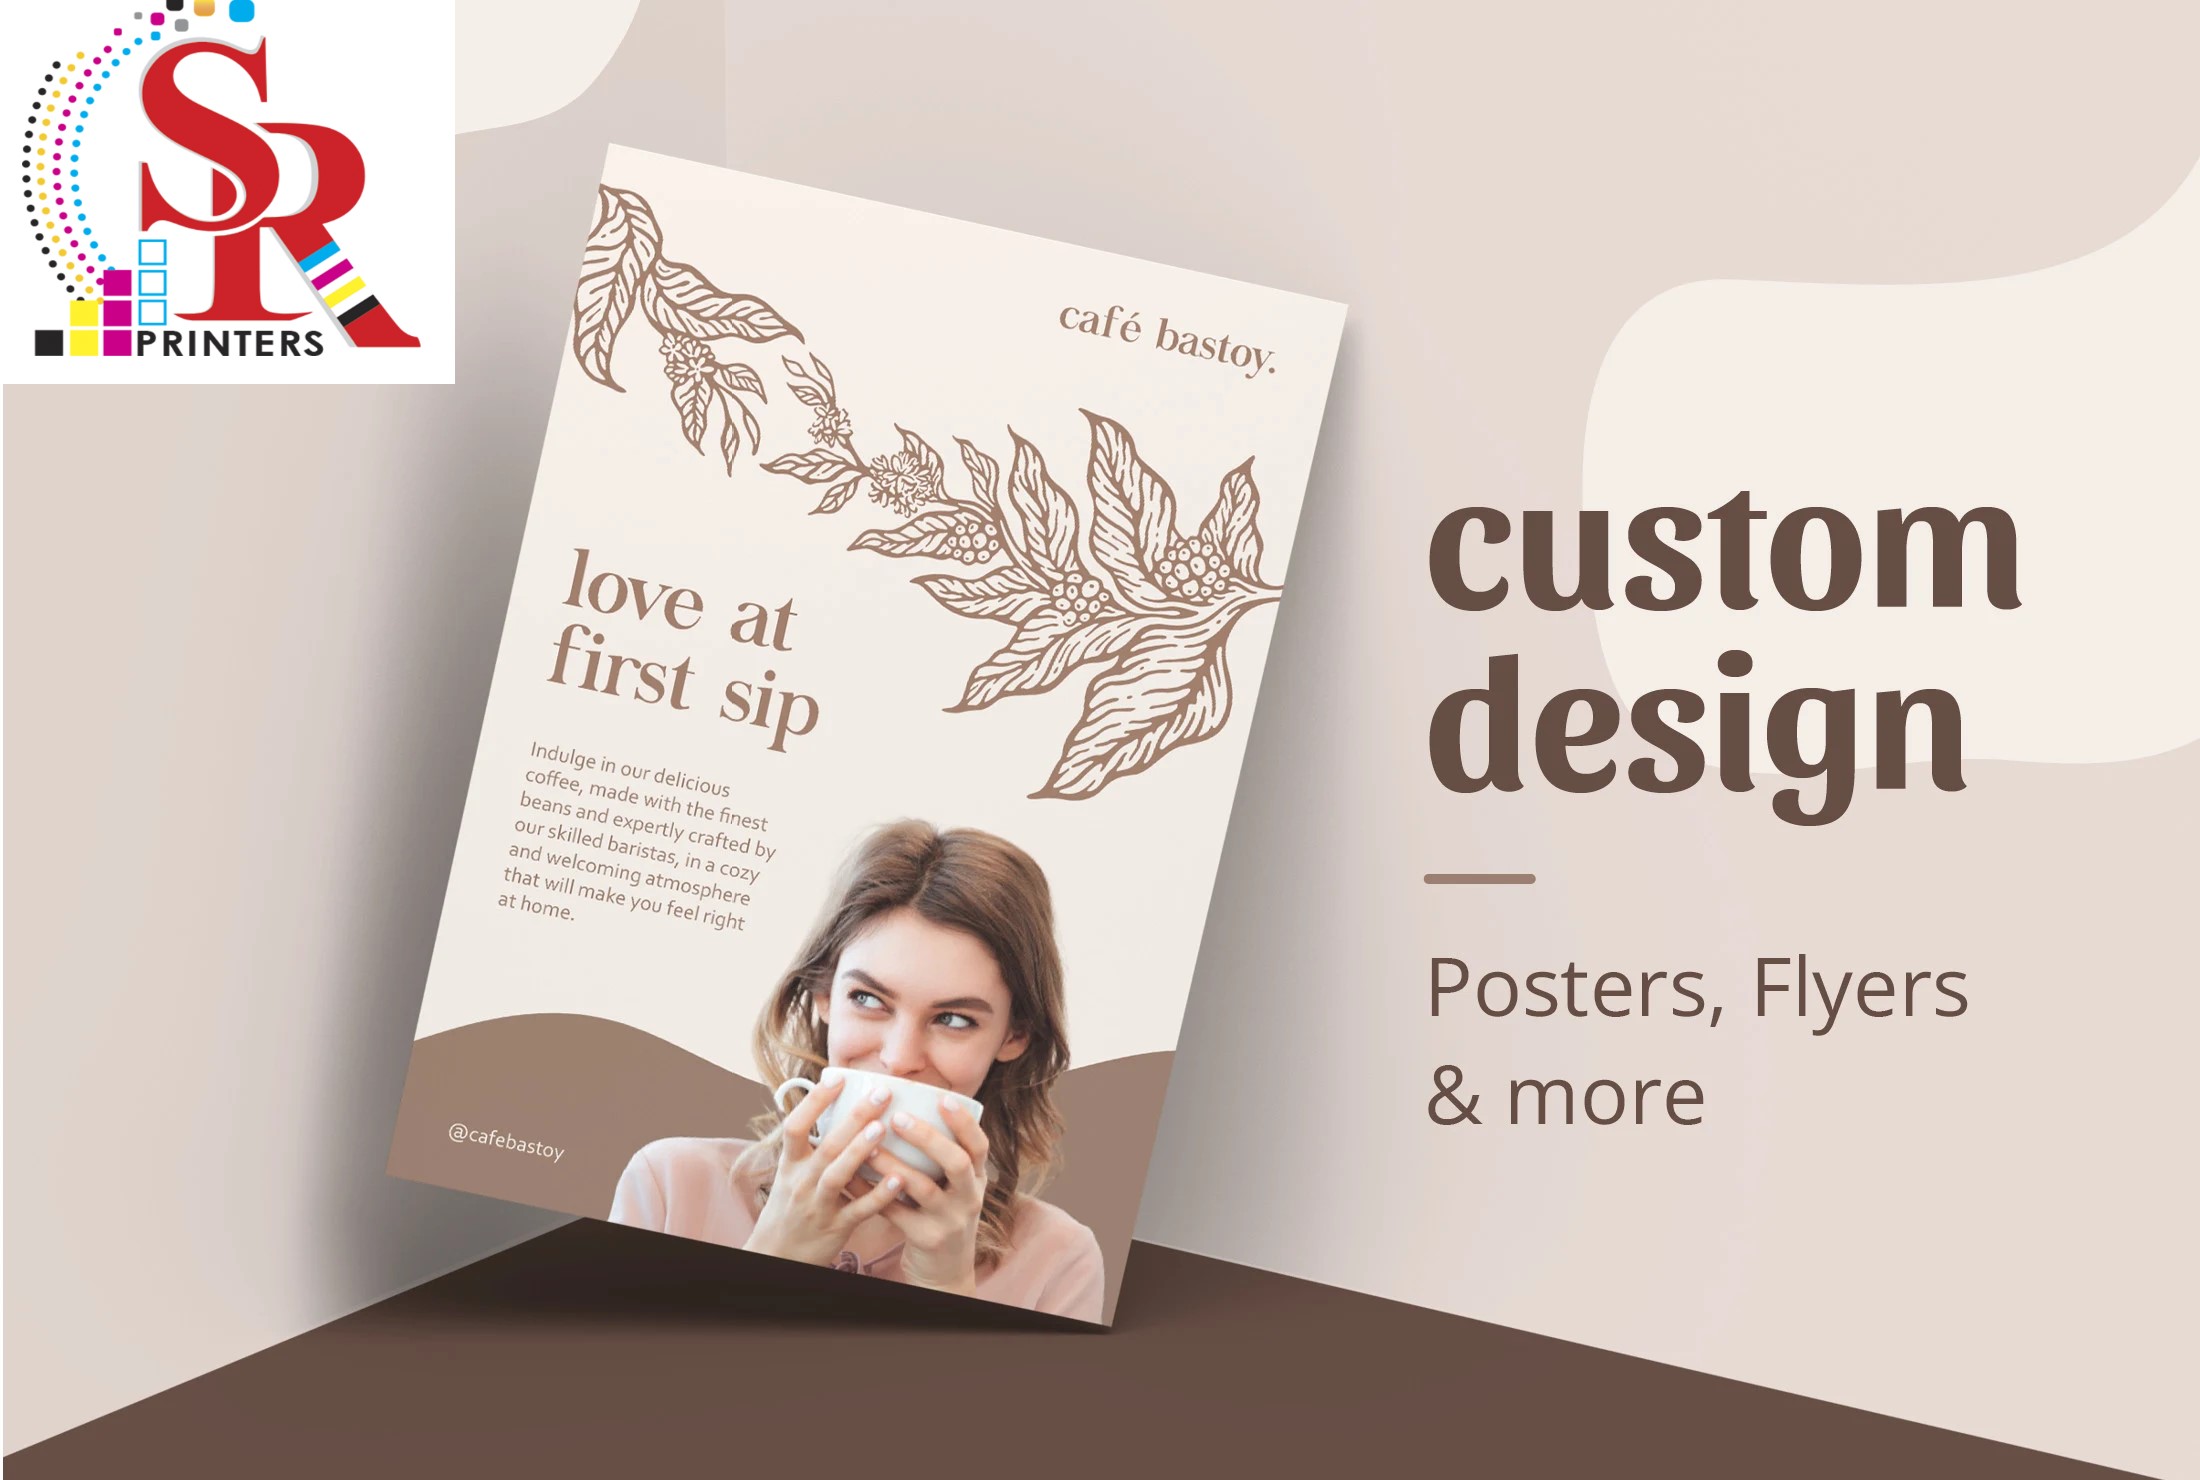 SR
PRINTERS
café bastoy.
love at
first sip
Indulge in our delicious
coffee, made with the finest
beans and expertly crafted by
our skilled baristas, in a cozy
and welcoming atmosphere
that will make you feel right
at home.
@cafebastoy
custom
design
Posters, Flyers
& more